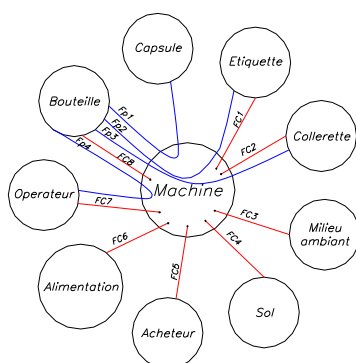 Capsule
Etiquette
Bouteille
Fp1
Fp2
Fp3
Fp4
FC1
FC2
Collerette
FC8
Machine
Operateur
FC7
FC3
Milieu
ambiant
FC6
FC4
FC5
Alimentation
Sol
Acheteur